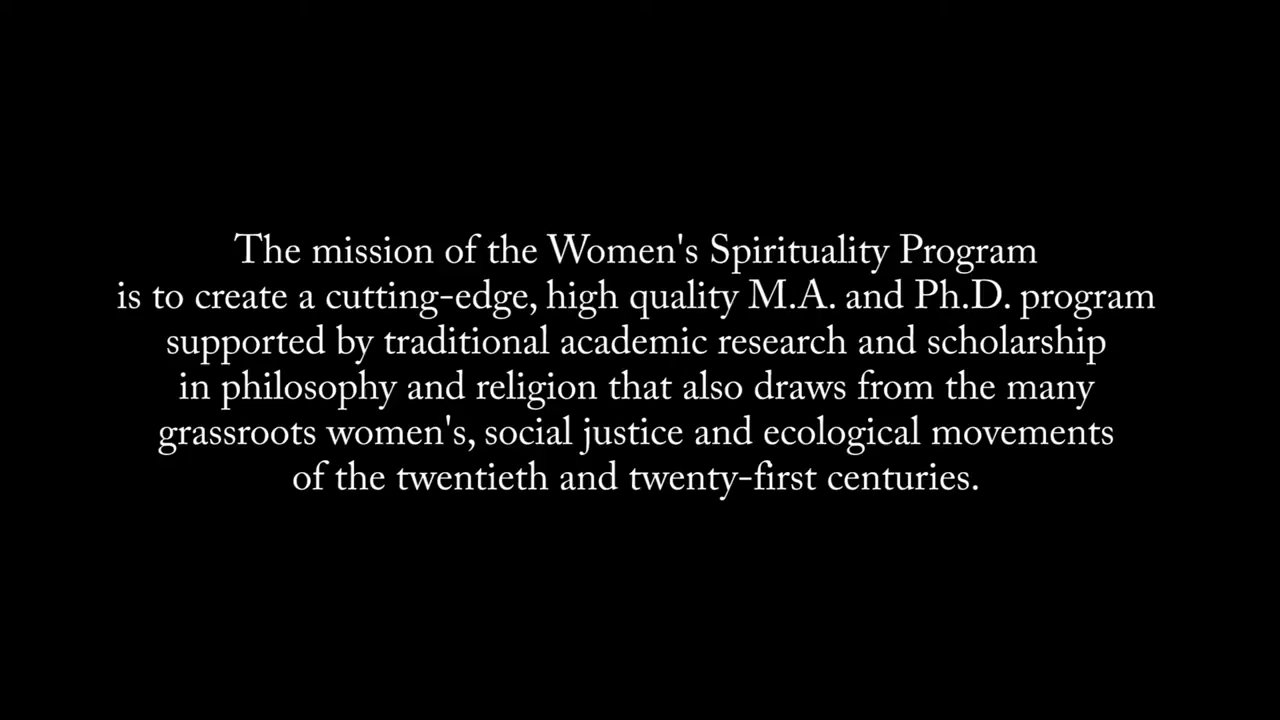 The mission of the Women's Spirituality Program
is to create a cutting-edge, high quality M.A. and Ph.D. program
supported by traditional academic research and scholarship
in philosophy and religion that also draws from the many
grassroots women's, social justice and ecological movements
of the twentieth and twenty-first centuries.